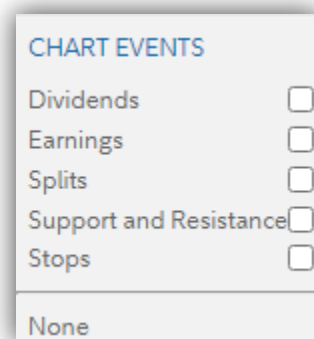 CHART EVENTS
Dividends
Earnings
Splits
Support and Resistance
Stops
None